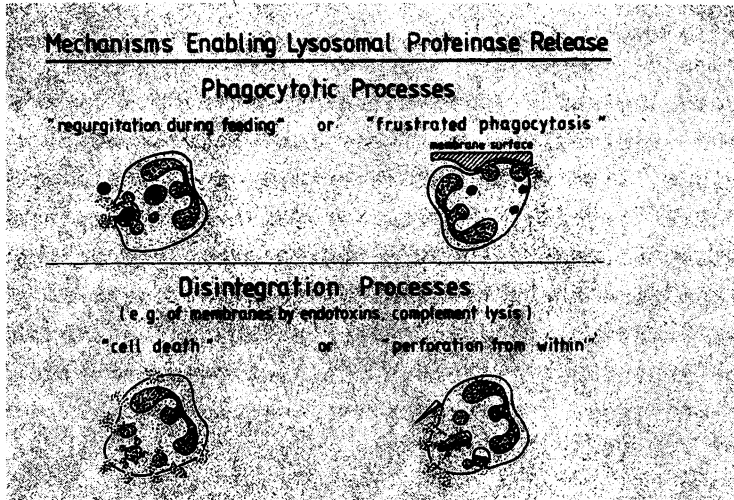 Mechanisms Enabling Lysosomal Proteinase Release
Phagocytotic Processes
"regurgitation during feeding" or "frustrated phagocytosis"
membrane surface
Disintegration Processes
(e.g. of membranes by endotoxins, complement lysis)
"cell death" or "perforation from within"